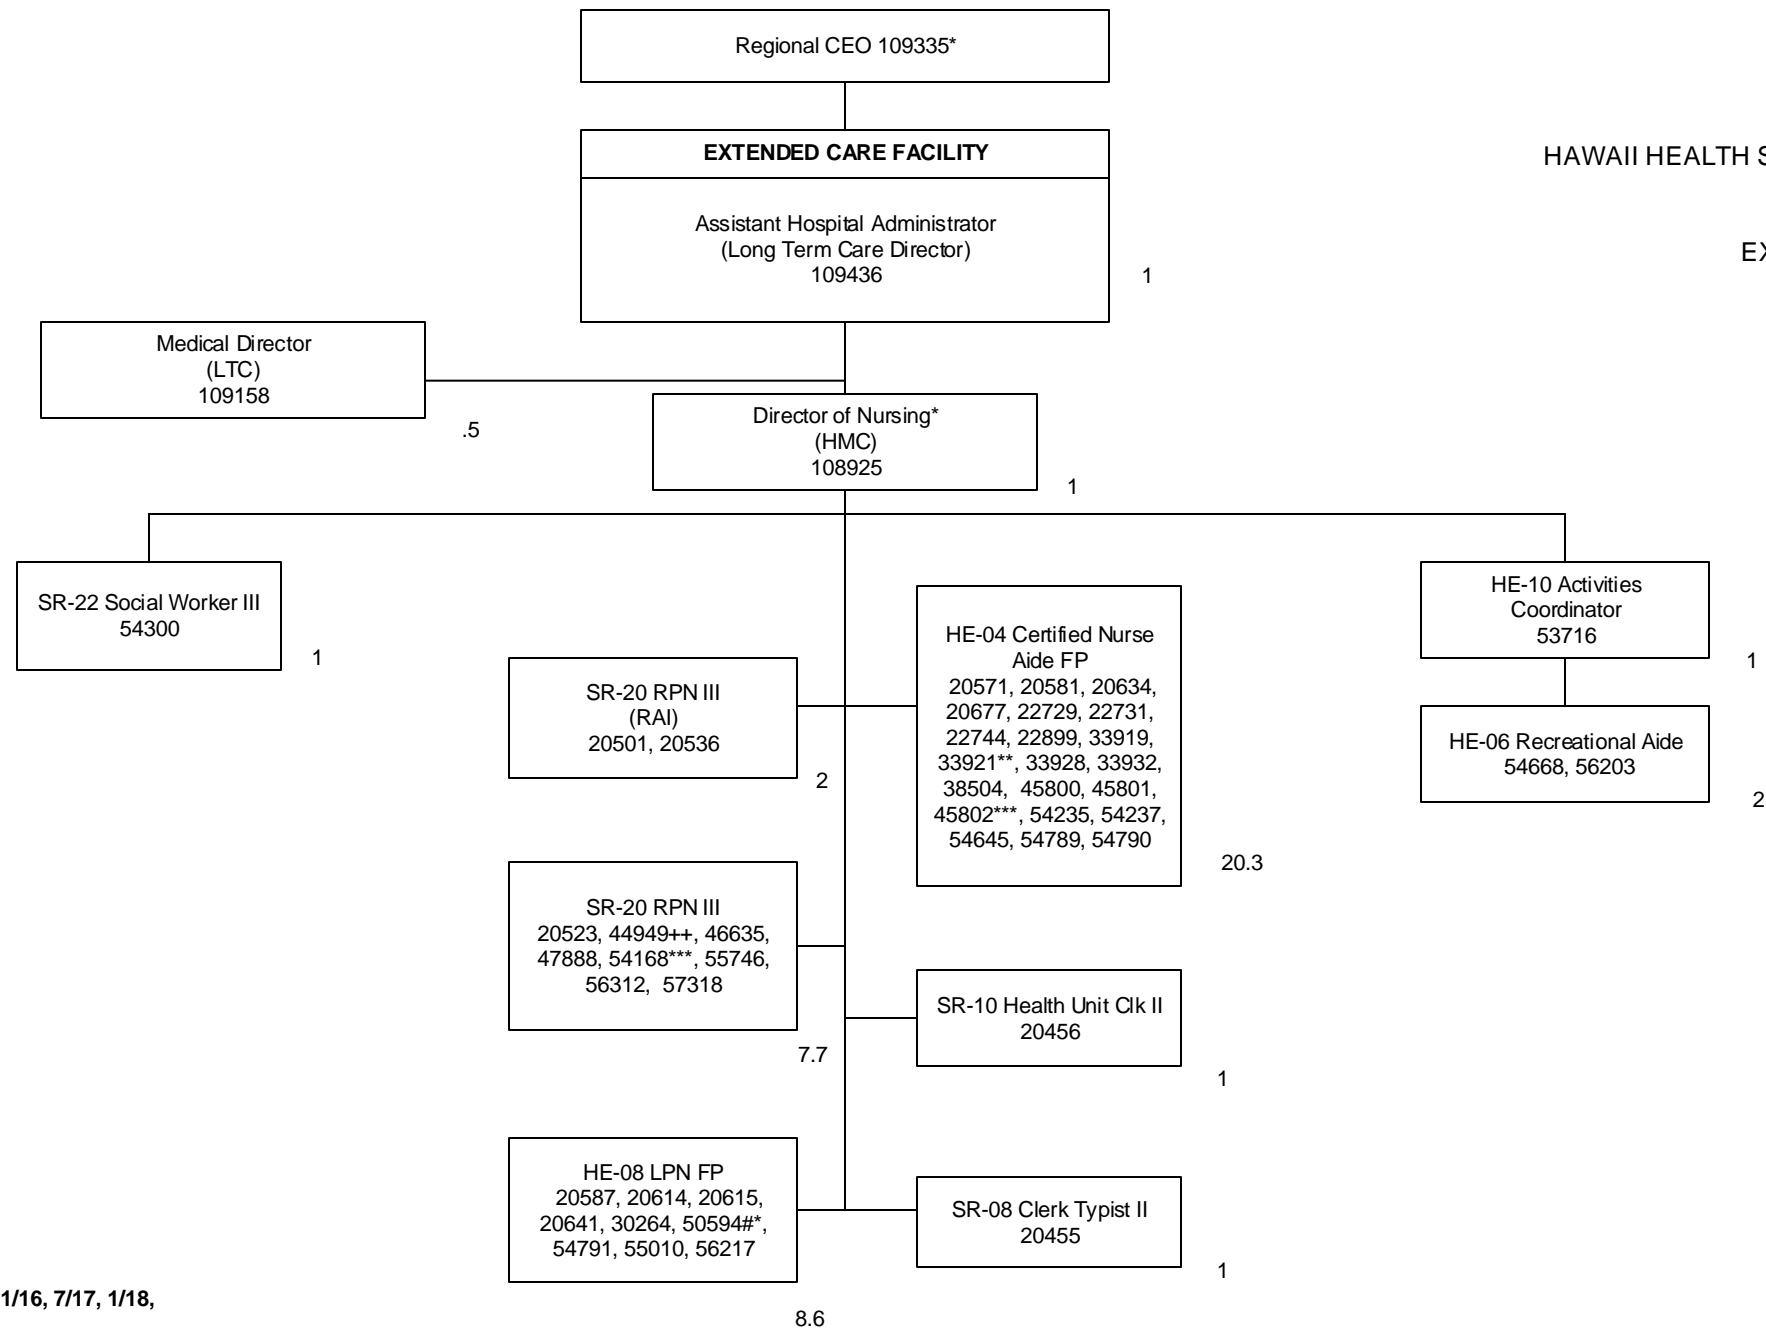 Regional CEO 109335*
EXTENDED CARE FACILITY
HAWAII HEALTH S
Assistant Hospital Administrator
(Long Term Care Director)
109436
1
EX
Medical Director
(LTC)
109158
.5
Director of Nursing*
(HMC)
108925
1
SR-22 Social Worker III
54300
1
SR-20 RPN III
(RAI)
20501, 20536
2
HE-04 Certified Nurse
Aide FP
20571, 20581, 20634,
20677, 22729, 22731,
22744, 22899, 33919,
33921**, 33928, 33932,
38504, 45800, 45801,
45802***, 54235, 54237,
54645, 54789, 54790
20.3
HE-10 Activities
Coordinator
53716
1
HE-06 Recreational Aide
54668, 56203
2
SR-20 RPN III
20523, 44949++, 46635,
47888, 54168***, 55746,
56312, 57318
7.7
SR-10 Health Unit Clk II
20456
1
HE-08 LPN FP
20587, 20614, 20615,
20641, 30264, 50594#*,
54791, 55010, 56217
8.6
SR-08 Clerk Typist II
20455
1
1/16, 7/17, 1/18,